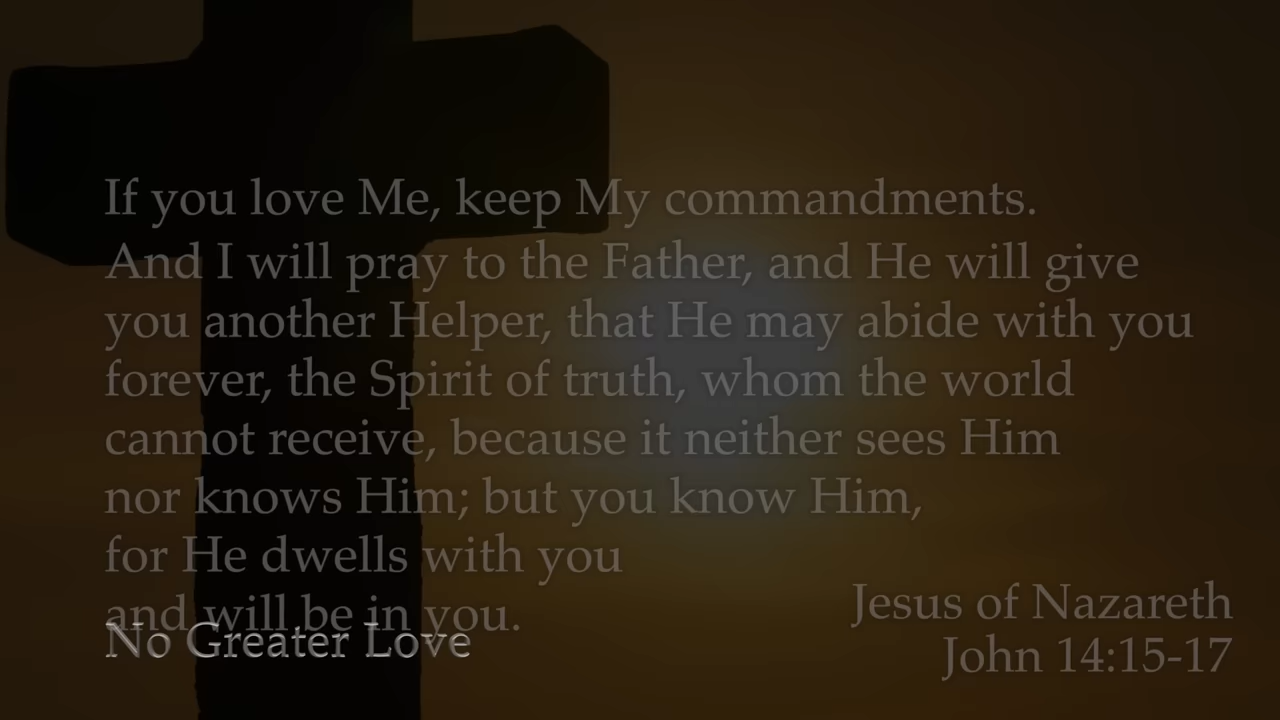 If you love Me, keep My commandments.
And I will pray to the Father, and He will give
you another Helper, that He may abide with you
forever, the Spirit of truth, whom the world
cannot receive, because it neither sees Him
nor knows Him; but you know Him,
for He dwells with you
and will be in you.
No Greater Love
Jesus of Nazareth
John 14:15-17